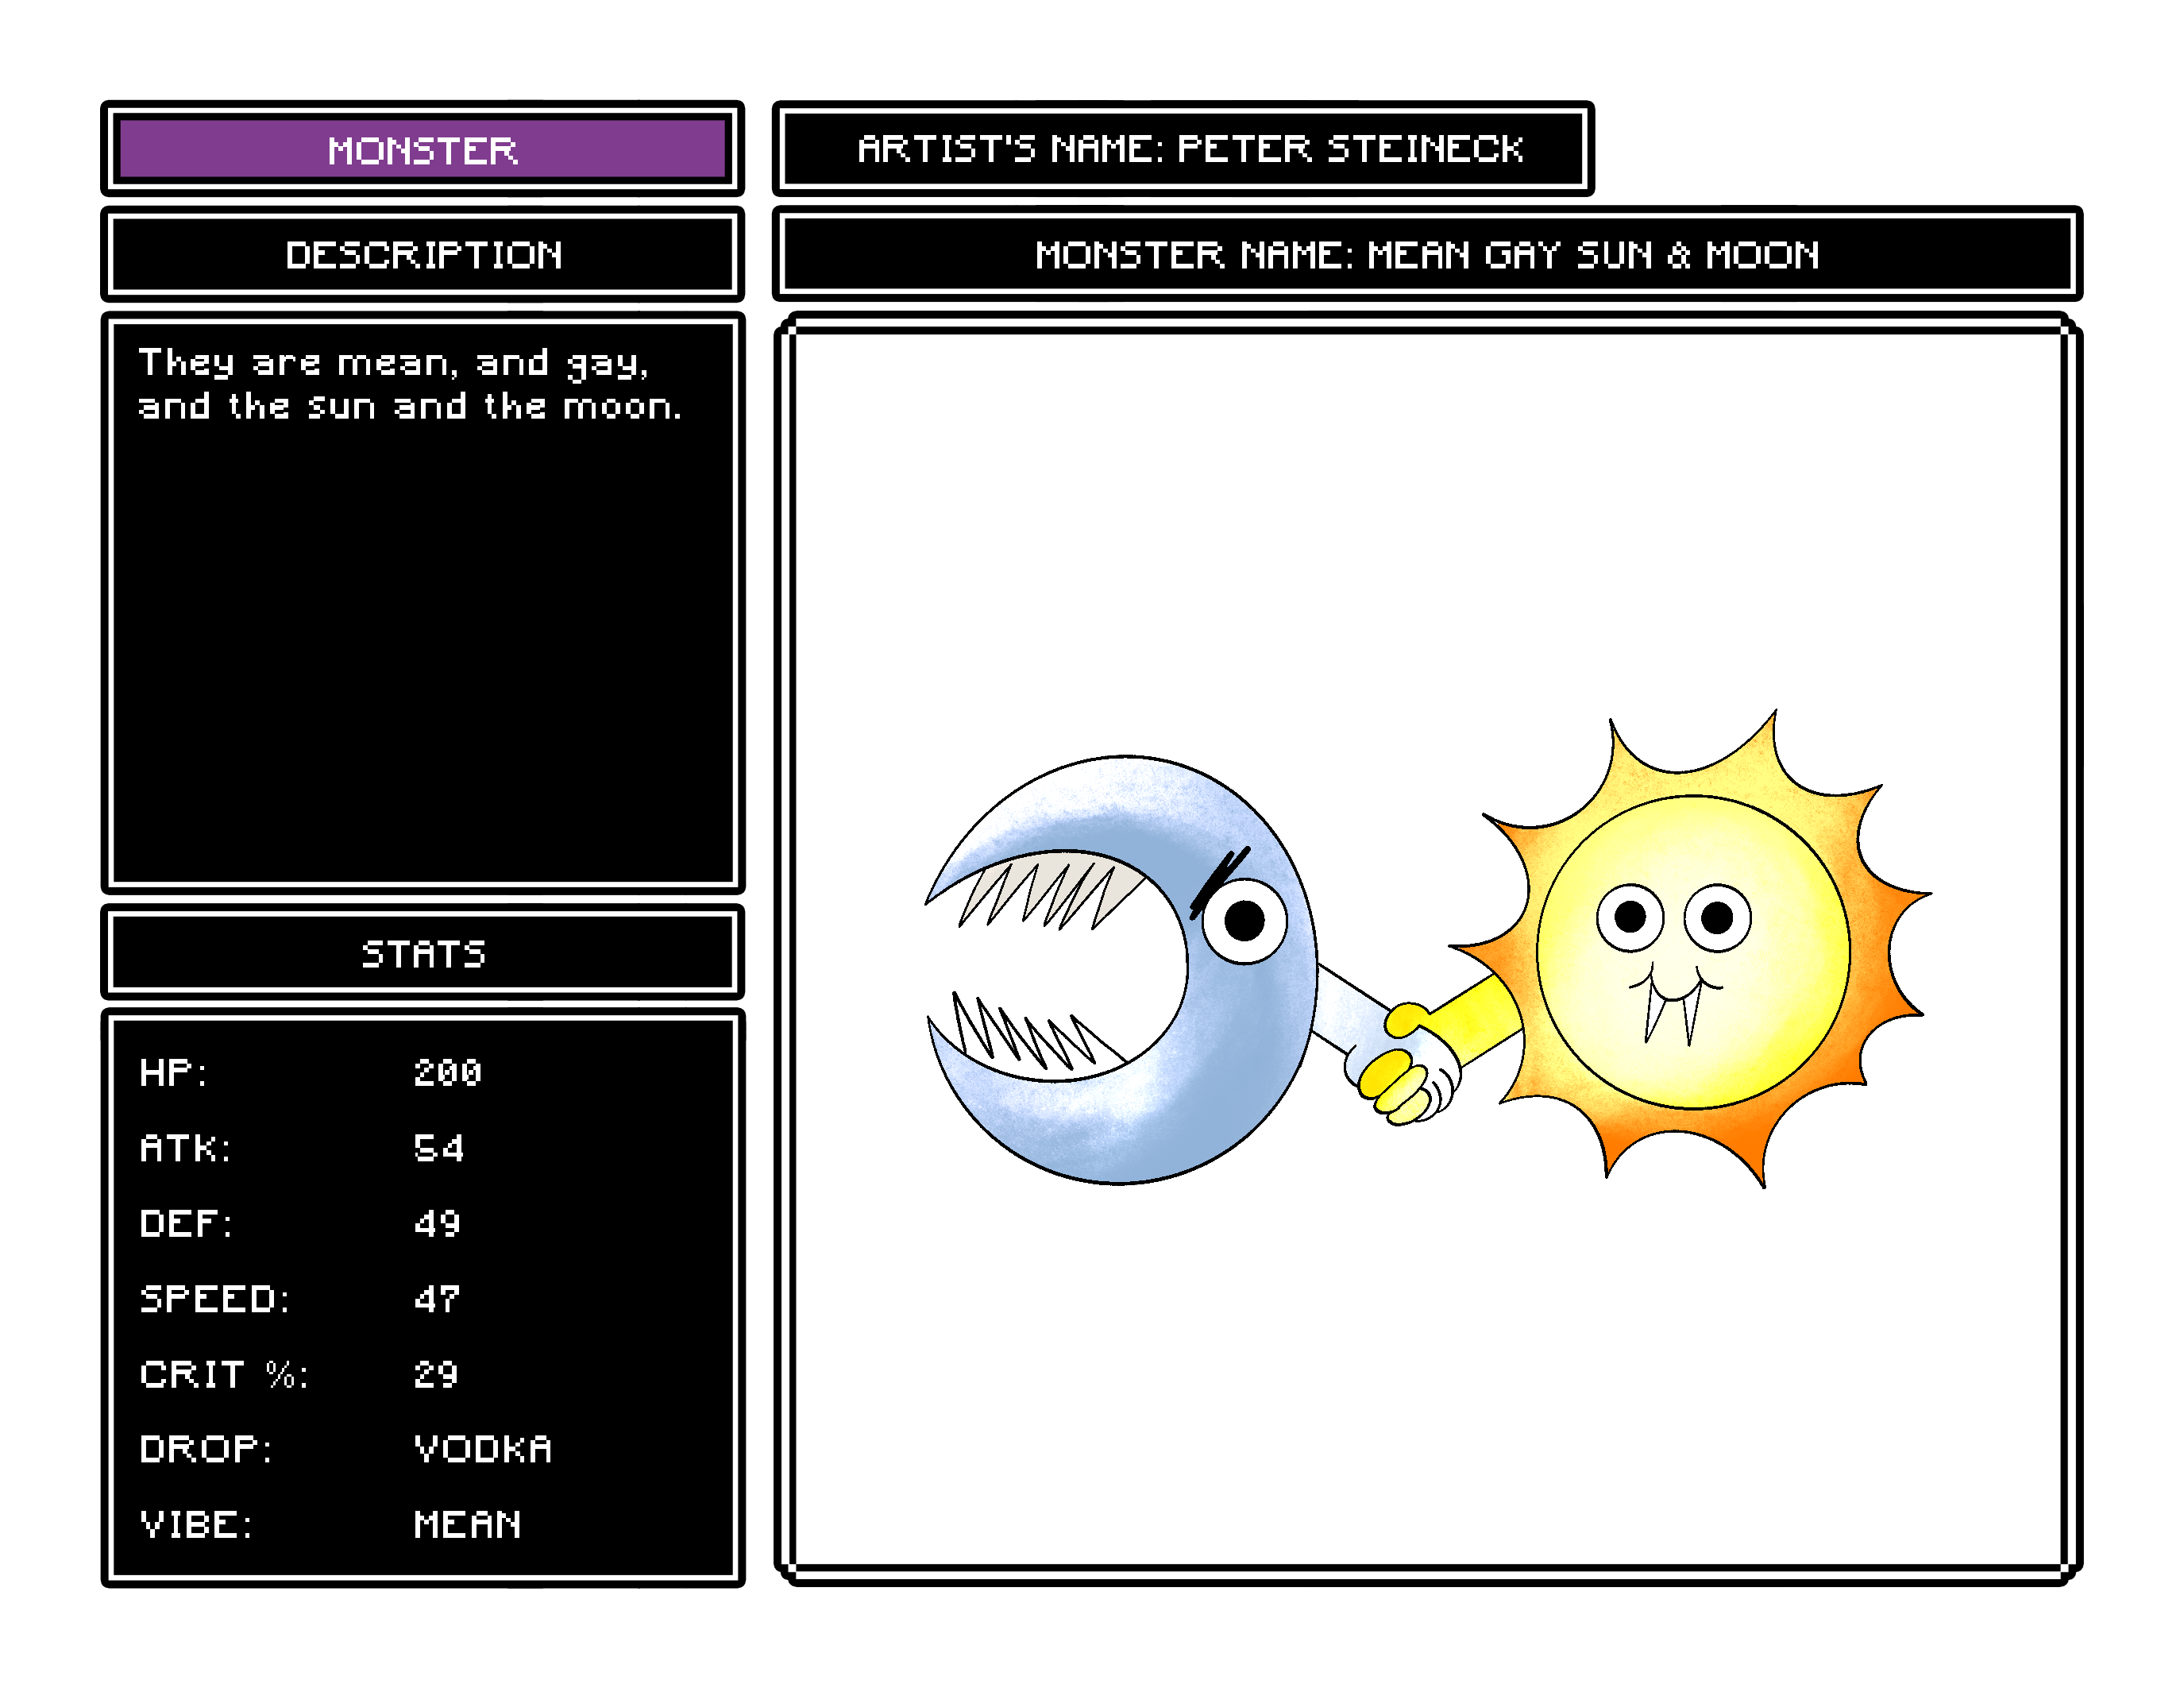 MONSTER
ARTIST'S NAME: PETER STEINECK
DESCRIPTION
MONSTER NAME: MEAN GAY SUN & MOON
They are mean, and gay,
and the sun and the moon.
STATS
HP: 200
ATK: 54
DEF: 49
SPEED: 47
CRIT %: 29
DROP: VODKA
VIBE: MEAN